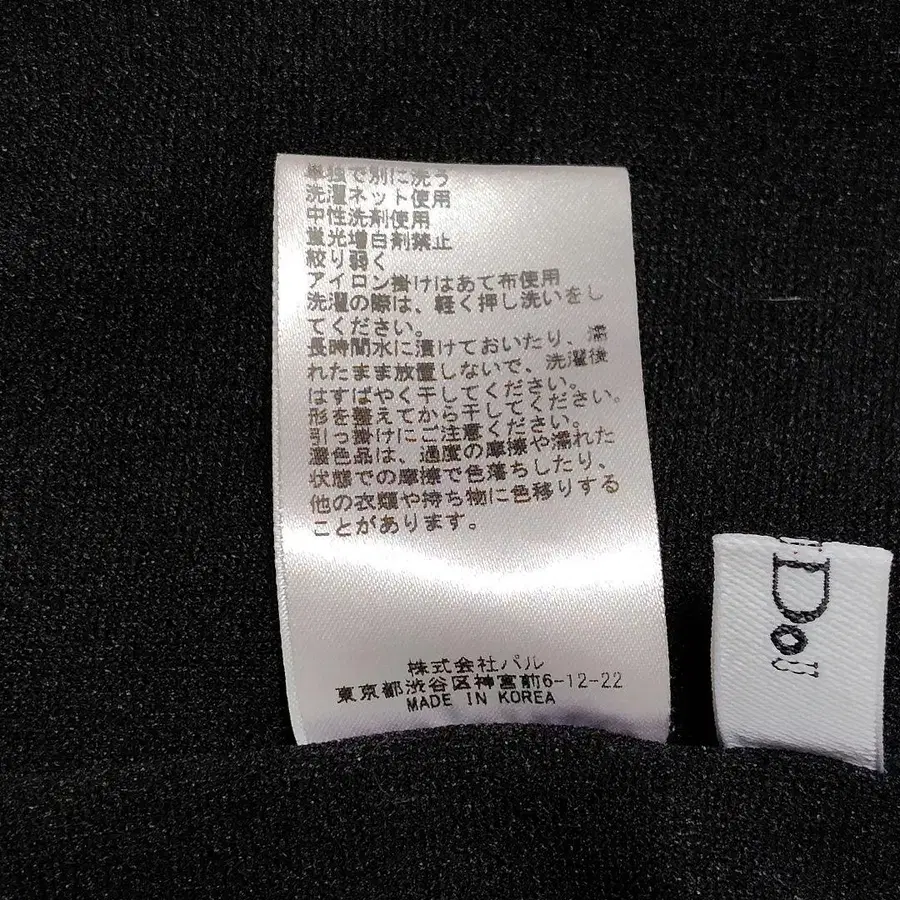 単独で別に洗う
洗濯ネット使用
中性洗剤使用
蛍光増白剤禁止
絞り弱く
アイロン掛けはあて布使用
洗濯の際は、軽く押し洗いをし
てください。
長時間水に漬けておいたり、濡
れたまま放置しないで、洗濯後
はすばやく干してください。
形を整えてから干してください。
引っ掛けにご注意ください。
濃色品は、過度の摩擦や濡れた
状態での摩擦で色落ちしたり、
他の衣類や持ち物に色移りする
ことがあります。
株式会社パル
東京都渋谷区神宮前6-12-22
MADE IN KOREA
Doll